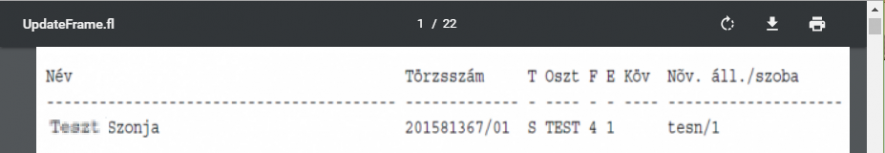 UpdateFrame.fl 1 / 22
Név Törzsszám T Oszt F E Köv Növ. áll./szoba
--------------------------------------- ------------ - ---- - - ---- --------------------
Teszt Szonja 201581367/01 S TEST 4 1 tesn/1